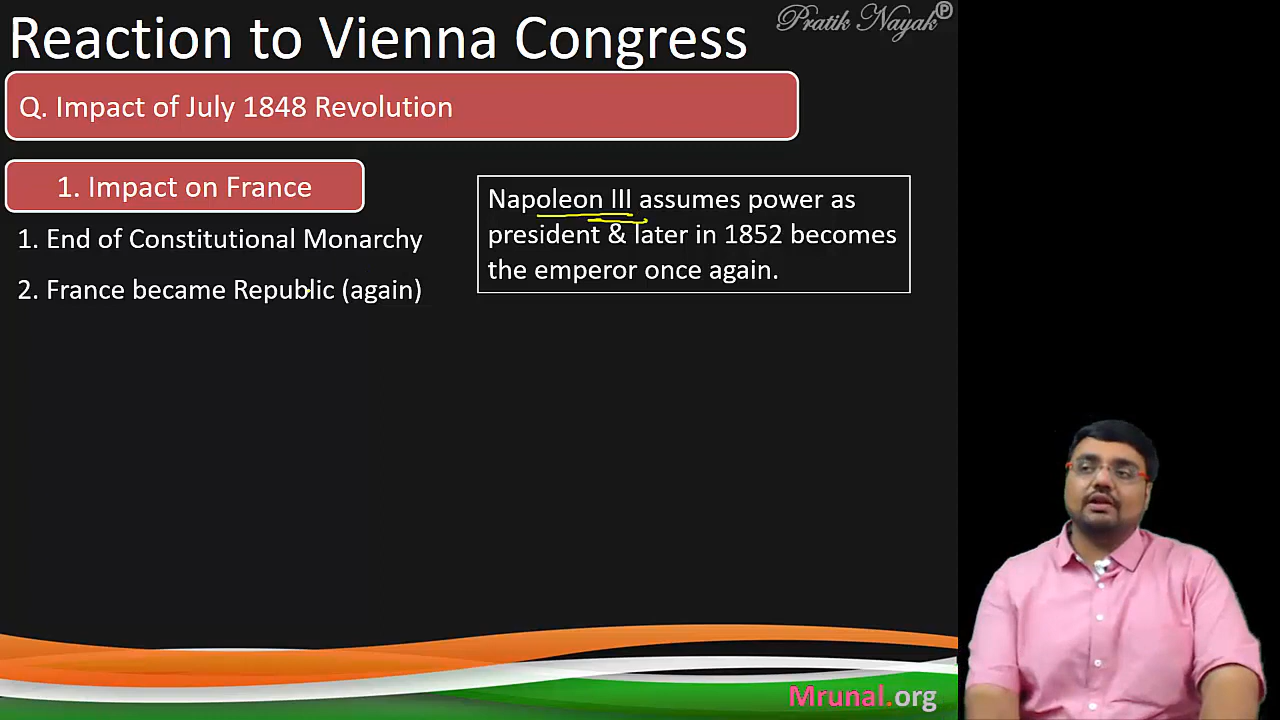 Reaction to Vienna Congress
Pratik Nayak Ⓟ
Q. Impact of July 1848 Revolution
1. Impact on France
1. End of Constitutional Monarchy
2. France became Republic (again)
Napoleon III assumes power as
president & later in 1852 becomes
the emperor once again.
Mrunal.org